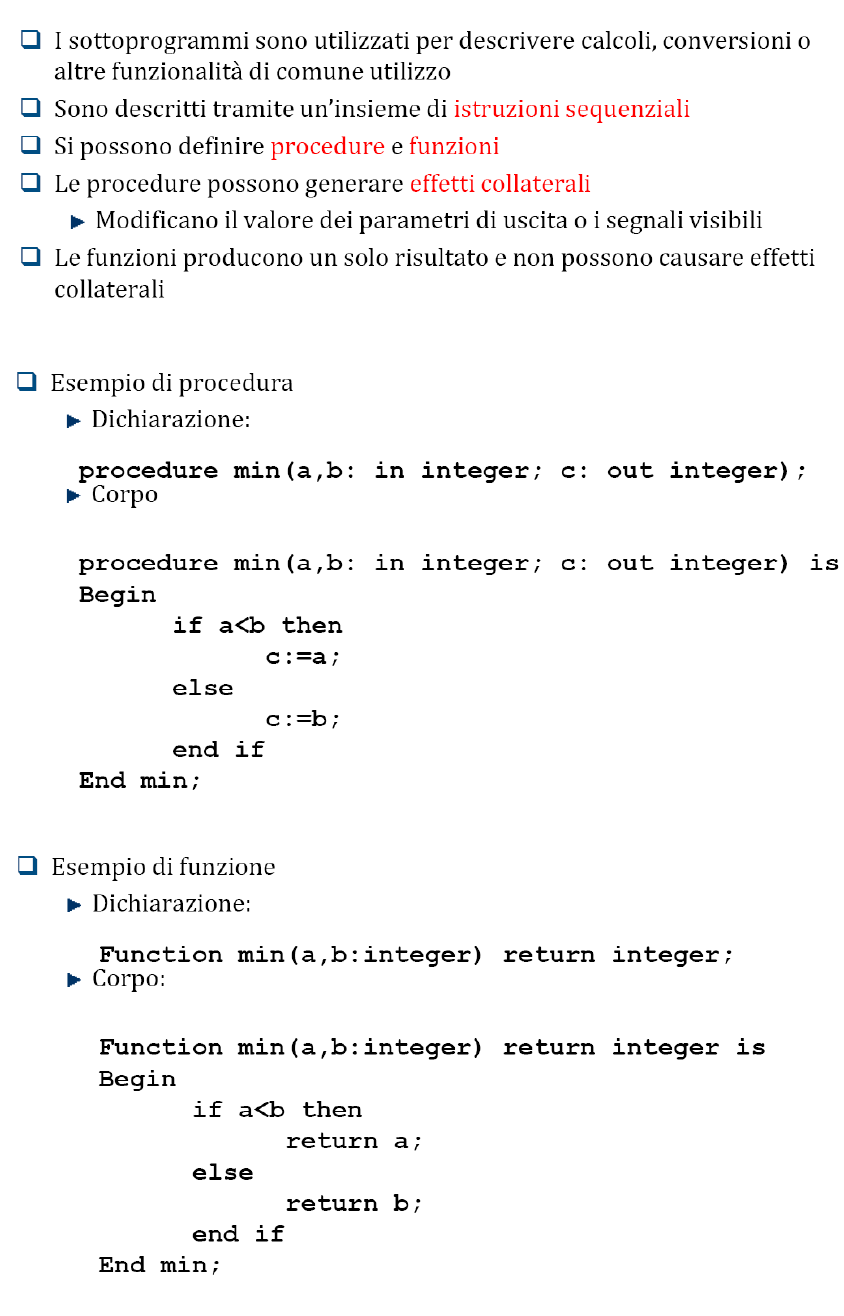 I sottoprogrammi sono utilizzati per descrivere calcoli, conversioni o
altre funzionalità di comune utilizzo
Sono descritti tramite un'insieme di istruzioni sequenziali
Si possono definire procedure e funzioni
Le procedure possono generare effetti collaterali
Modificano il valore dei parametri di uscita o i segnali visibili
Le funzioni producono un solo risultato e non possono causare effetti
collaterali
Esempio di procedura
Dichiarazione:
procedure min(a,b: in integer; c: out integer);
Corpo
procedure min(a,b: in integer; c: out integer) is
Begin
if a<b then
c:=a;
else
c:=b;
end if
End min;
Esempio di funzione
Dichiarazione:
Function min(a,b:integer) return integer;
Corpo:
Function min(a,b:integer) return integer is
Begin
if a<b then
return a;
else
return b;
end if
End min;